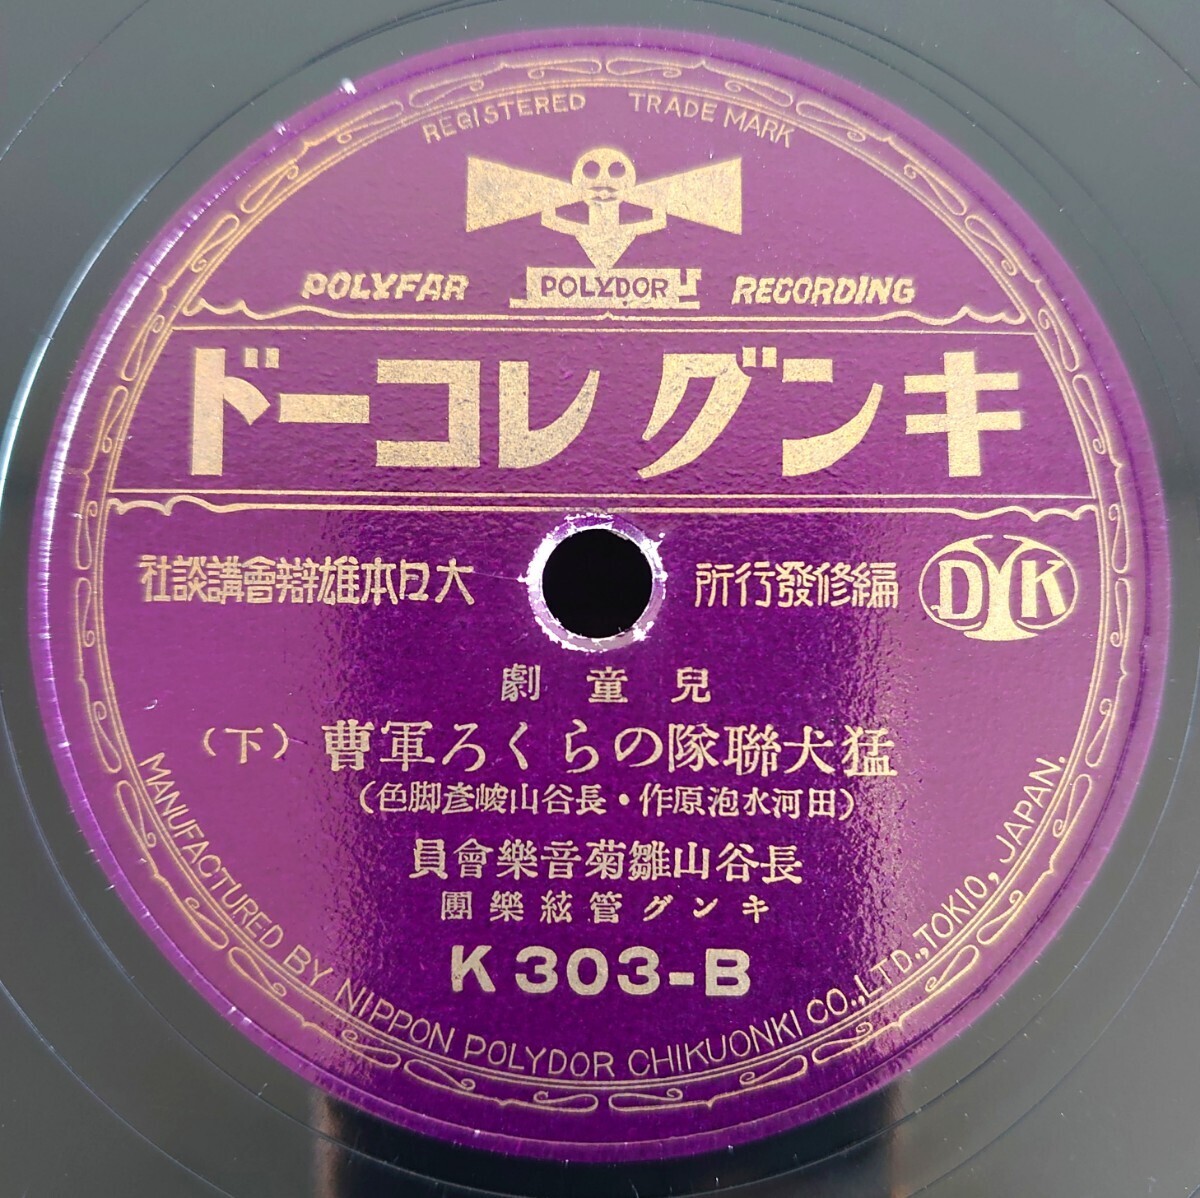 REGISTERED TRADE MARK
POLYFAR POLYDOR RECORDING
キングレコード
DYK
編修發行所 大日本雄辯會講談社
兒童劇
猛犬聯隊のらくろ軍曹（下）
（田河水泡原作・長谷山峻彥脚色）
長谷山雛菊音樂會員
キング管絃樂團
K303-B
MANUFACTURED BY NIPPON POLYDOR CHIKUONKI CO.,LTD., TOKIO, JAPAN.